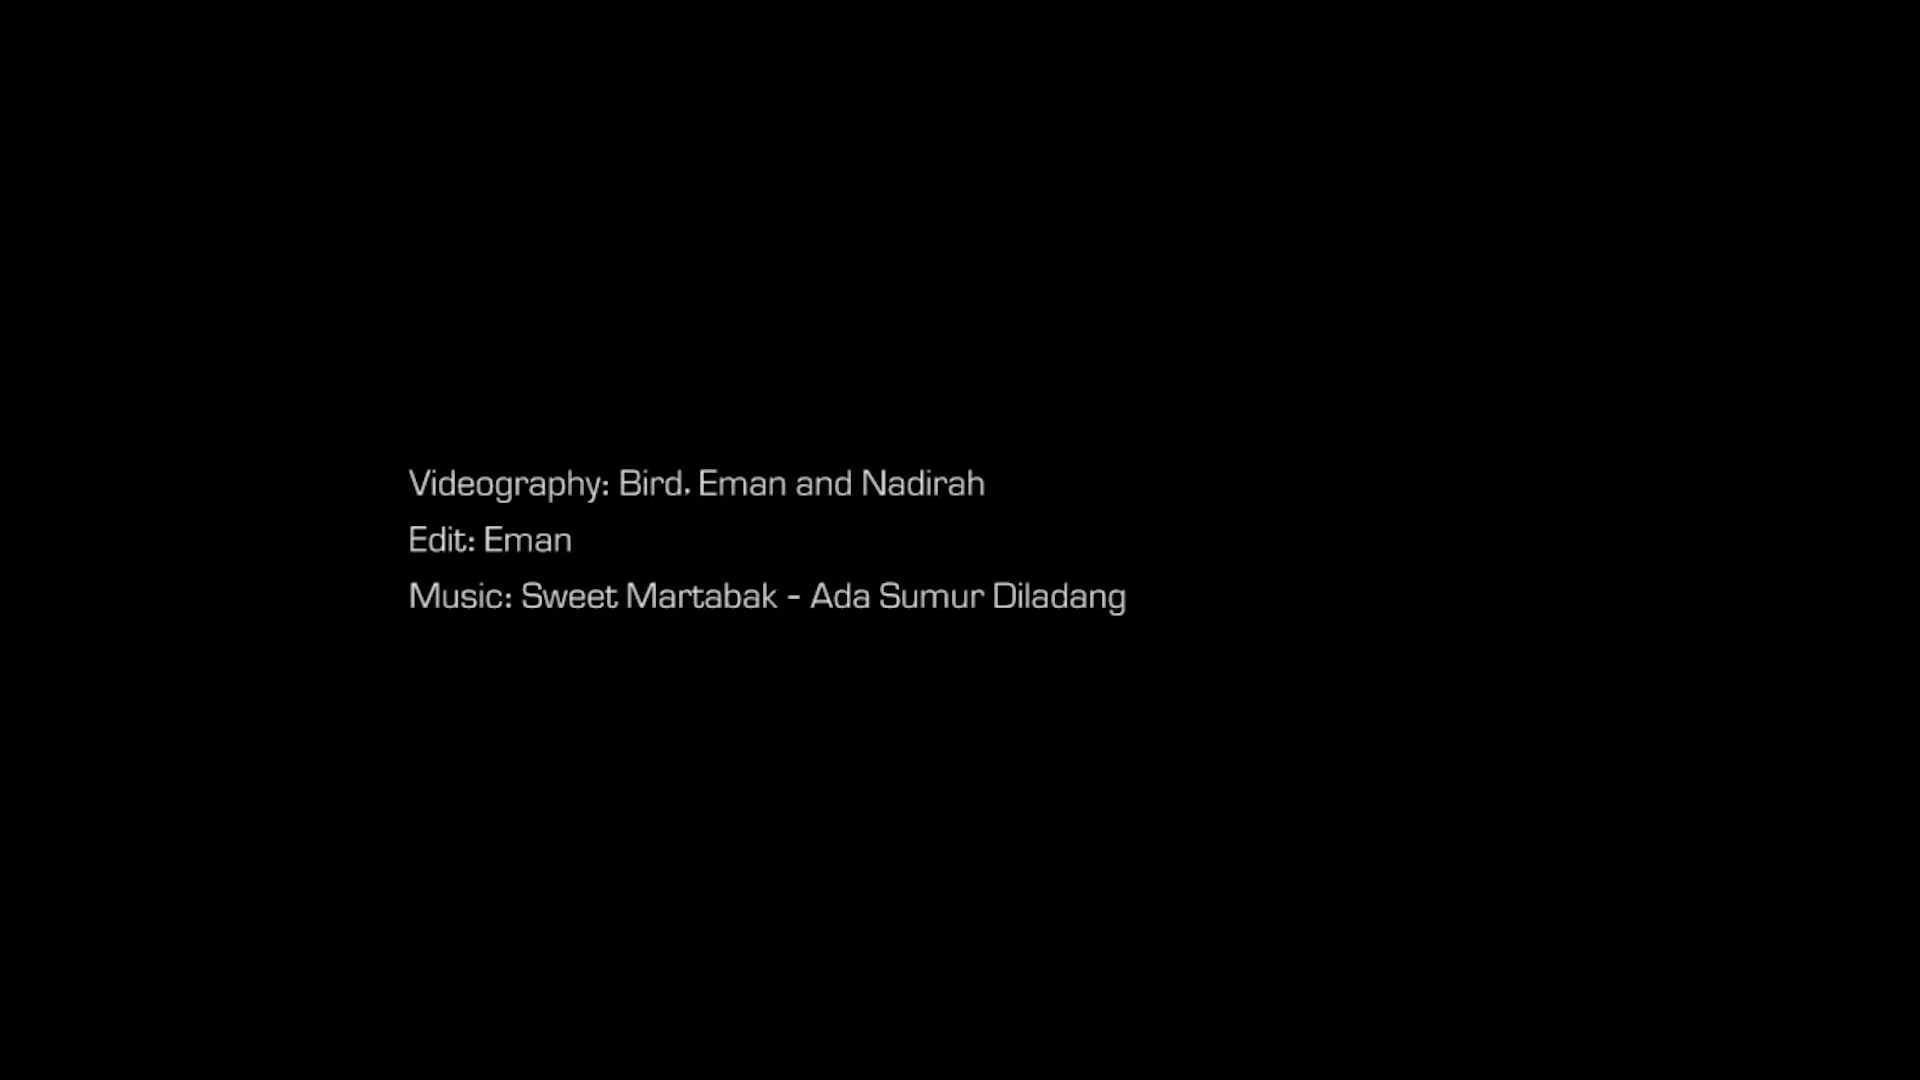 Videography: Bird, Eman and Nadirah
Edit: Eman
Music: Sweet Martabak - Ada Sumur Diladang